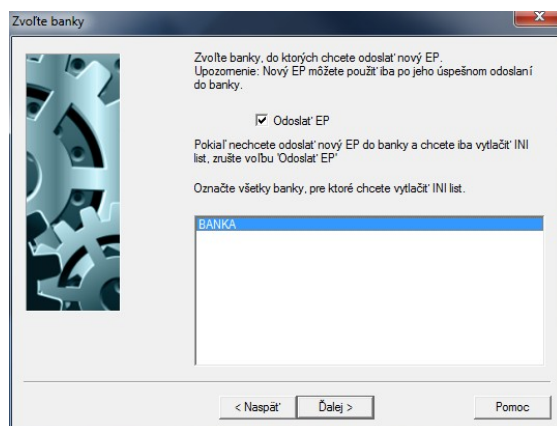 Zvoľte banky
Zvoľte banky, do ktorých chcete odoslať nový EP.
Upozornenie: Nový EP môžete použiť iba po jeho úspešnom odoslaní
do banky.
Odoslať EP
Pokiaľ nechcete odoslať nový EP do banky a chcete iba vytlačiť INI
list, zrušte voľbu 'Odoslať EP'
Označte všetky banky, pre ktoré chcete vytlačiť INI list.
BANKA
< Naspäť
Ďalej >
Pomoc